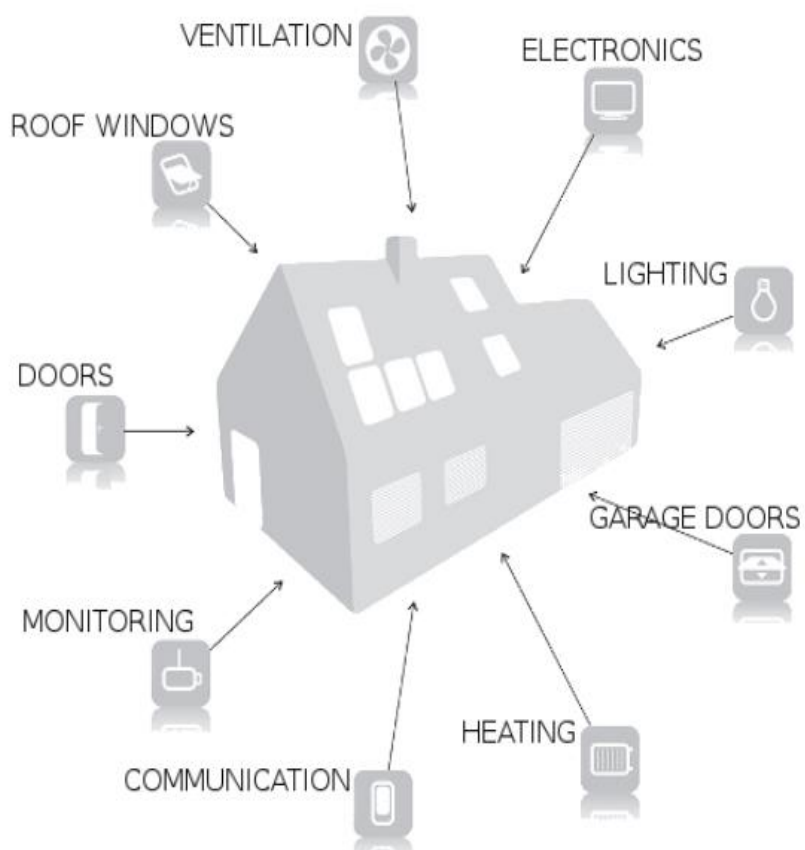 VENTILATION
ELECTRONICS
ROOF WINDOWS
LIGHTING
DOORS
GARAGE DOORS
MONITORING
HEATING
COMMUNICATION